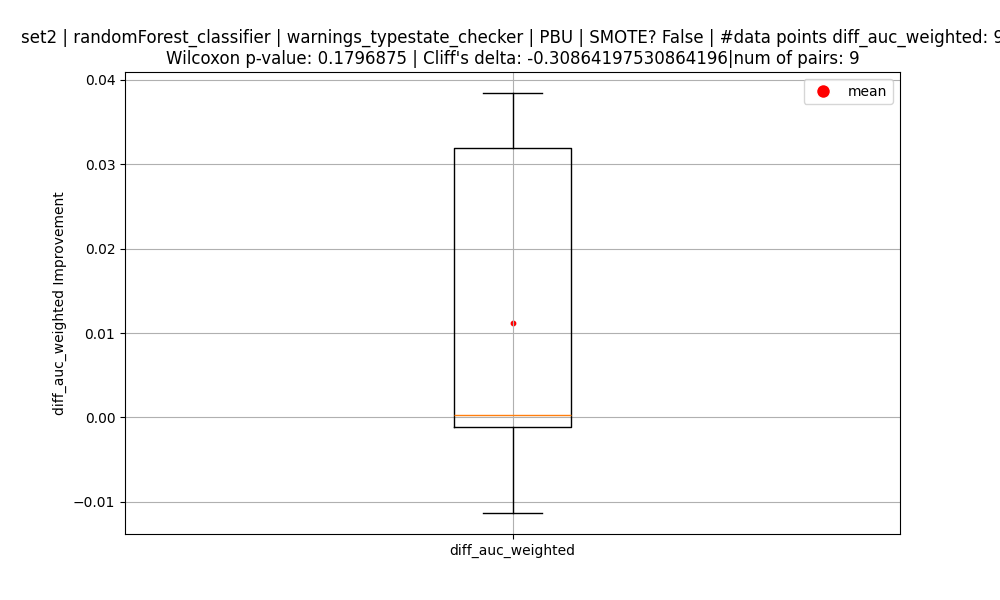 set2 | randomForest_classifier | warnings_typestate_checker | PBU | SMOTE? False | #data points diff_auc_weighted: 9
Wilcoxon p-value: 0.1796875 | Cliff's delta: -0.30864197530864196|num of pairs: 9
mean
0.04
0.03
0.02
0.01
0.00
−0.01
diff_auc_weighted Improvement
diff_auc_weighted